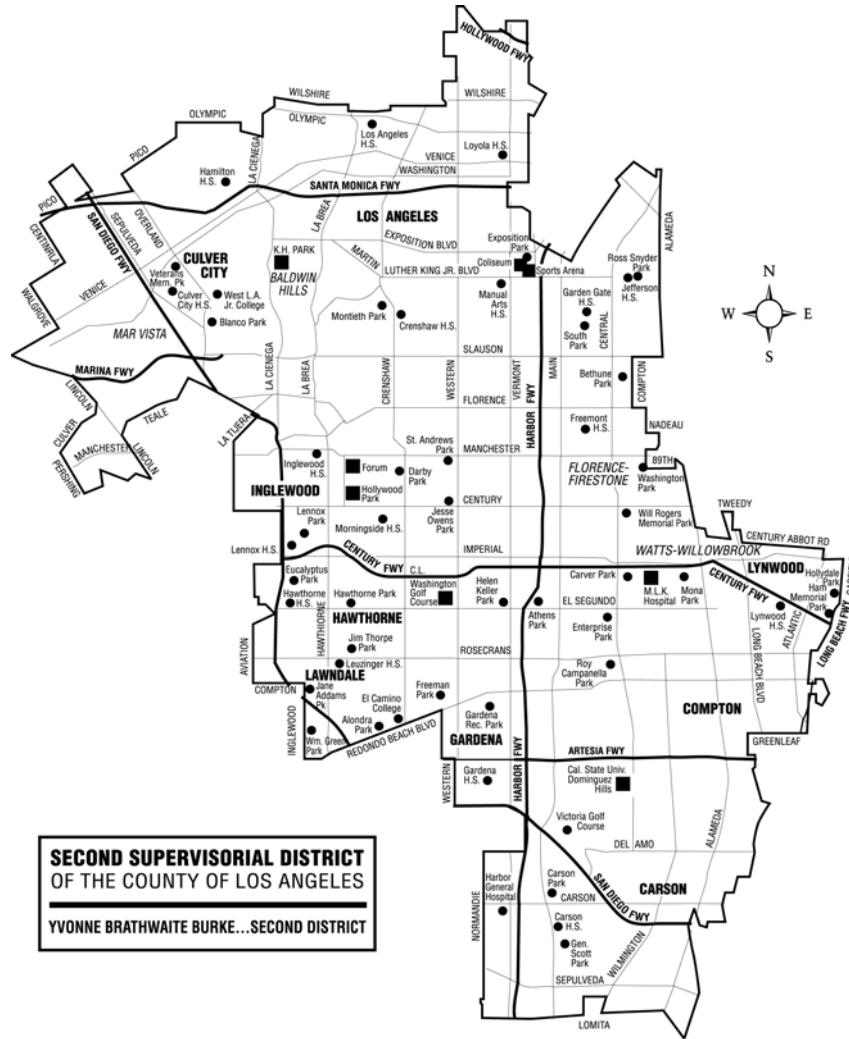 HOLLYWOOD FWY
WILSHIRE
WILSHIRE
OLYMPIC
OLYMPIC
Los Angeles
H.S.
Loyola H.S.
PICO
LA CIENEGA
VENICE
WASHINGTON
Hamilton
H.S.
SANTA MONICA FWY
PICO
CENTINELA
SAN DIEGO FWY
SEPULVEDA
OVERLAND
LA BREA
LOS ANGELES
ALAMEDA
EXPOSITION BLVD
Exposition
Park
CULVER
CITY
K.H. PARK
MARTIN
LUTHER KING JR. BLVD
Coliseum
Sports Arena
Ross Snyder
Park
Jefferson
H.S.
BALDWIN
HILLS
Veterans
Mem. Pk
Culver
City H.S.
West L.A.
Jr. College
Blanco Park
VENICE
WALGROVE
MAR VISTA
Montieth Park
Crenshaw H.S.
Manual
Arts
H.S.
Garden Gate
H.S.
South
Park
CENTRAL
N
W
E
S
MARINA FWY
SLAUSON
LA CIENEGA
LA BREA
CRENSHAW
WESTERN
VERMONT
HARBOR FWY
MAIN
Bethune
Park
COMPTON
LINCOLN
CULVER
TEALE
MANCHESTER
LINCOLN
PERSHING
LA TIJERA
FLORENCE
Freemont
H.S.
NADEAU
St. Andrews
Park
MANCHESTER
89TH
Inglewood
H.S.
Forum
Darby
Park
FLORENCE-
FIRESTONE
Washington
Park
INGLEWOOD
Hollywood
Park
CENTURY
Jesse
Owens
Park
Lennox
Park
Morningside H.S.
Will Rogers
Memorial Park
TWEEDY
CENTURY ABBOT RD
Lennox H.S.
CENTURY FWY
IMPERIAL
WATTS-WILLOWBROOK
LYNWOOD
Eucalyptus
Park
C.L.
Washington
Golf
Course
Helen
Keller
Park
Carver Park
M.L.K.
Hospital
Mona
Park
CENTURY FWY
Hollydale
Park
Ham
Memorial
Park
Hawthorne
H.S.
Hawthorne Park
HAWTHORNE
HAWTHIORNE
Athens
Park
EL SEGUNDO
Enterprise
Park
Lynwood
H.S.
LONG BEACH BLVD
ATLANTIC
LONG BEACH FWY
Jim Thorpe
Park
ROSECRANS
AVIATION
LAWNDALE
Leuzinger H.S.
Roy
Campanella
Park
COMPTON
Jane
Addams
Pk
El Camino
College
Freeman
Park
COMPTON
INGLEWOOD
Wm. Green
Park
Alondra
Park
REDONDO BEACH BLVD
Gardena
Rec. Park
GARDENA
GREENLEAF
WESTERN
HARBOR FWY
ARTESIA FWY
Gardena
H.S.
Cal. State Univ.
Dominguez
Hills
Victoria Golf
Course
DEL AMO
ALAMEDA
SECOND SUPERVISORIAL DISTRICT
OF THE COUNTY OF LOS ANGELES
YVONNE BRATHWAITE BURKE...SECOND DISTRICT
Harbor
General
Hospital
NORMANDIE
Carson
Park
CARSON
SAN DIEGO FWY
CARSON
Carson
H.S.
Gen.
Scott
Park
WILMINGTON
SEPULVEDA
LOMITA